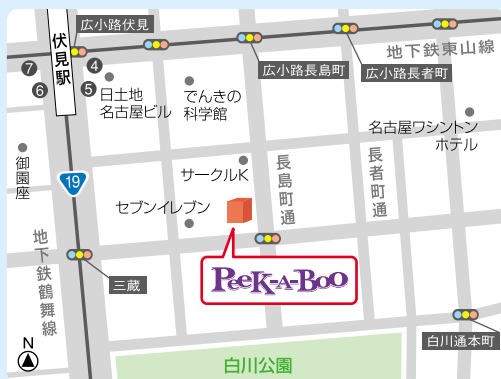 広小路伏見
地下鉄東山線
伏見駅
7
4
6
5
広小路長島町
広小路長者町
日土地
名古屋ビル
でんきの
科学館
名古屋ワシントン
ホテル
御園座
サークルK
長島町通
長者町通
19
セブンイレブン
地下鉄鶴舞線
三蔵
PeeK-A-Boo
白川通本町
N
白川公園